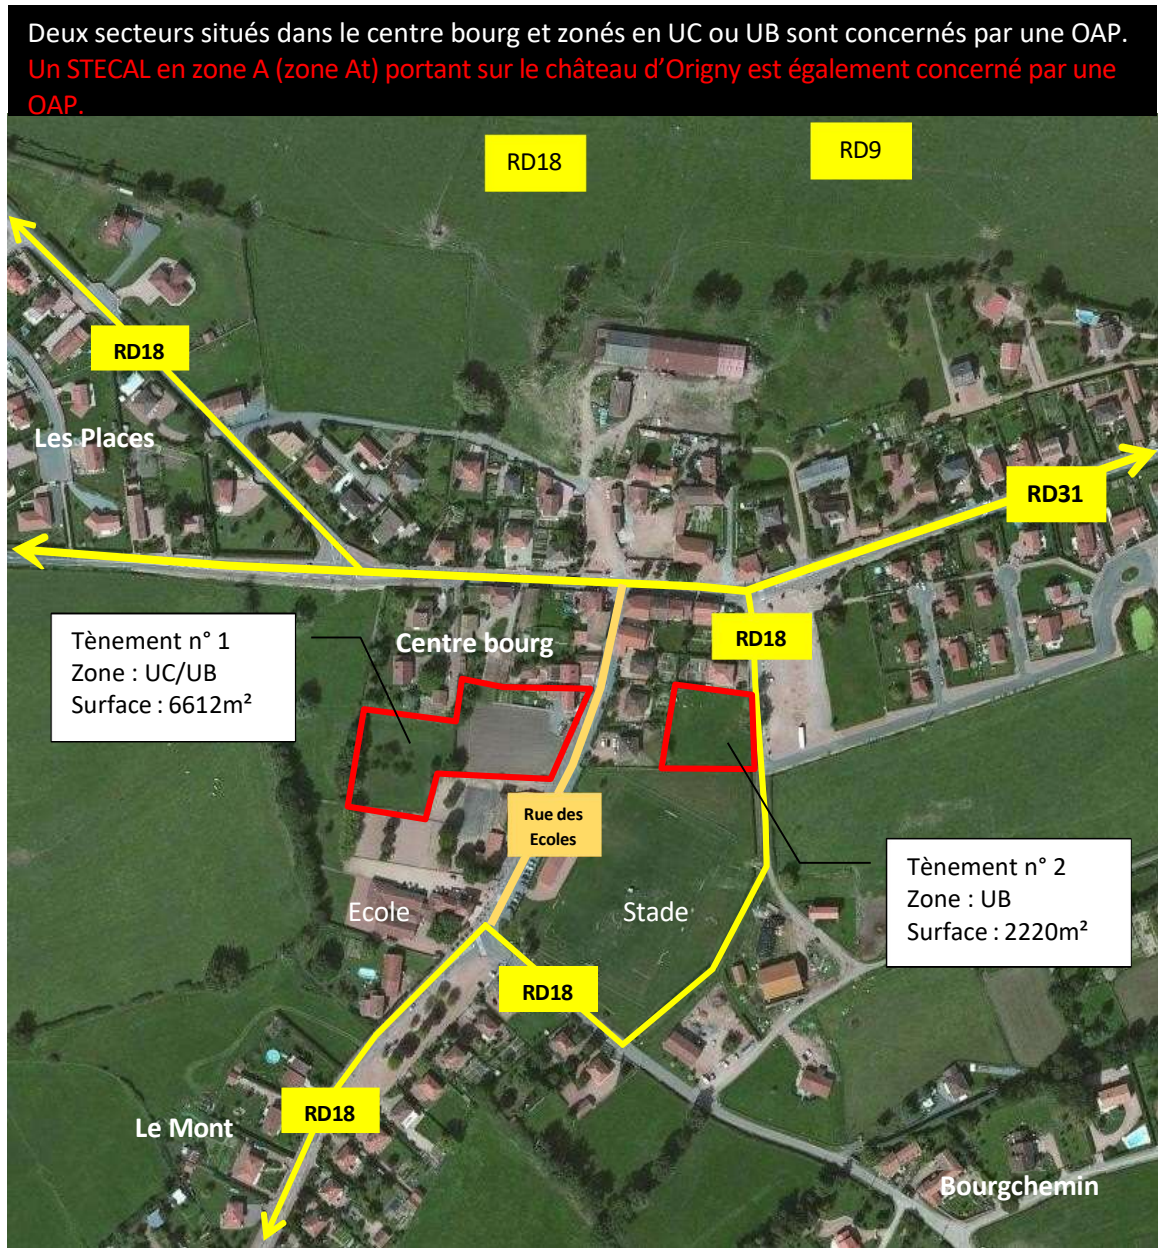 Deux secteurs situés dans le centre bourg et zonés en UC ou UB sont concernés par une OAP.
Un STECAL en zone A (zone At) portant sur le château d’Origny est également concerné par une
OAP.
RD18
RD9
RD18
Les Places
RD31
Tènement n° 1
Zone : UC/UB
Surface : 6612m²
Centre bourg
RD18
Rue des
Ecoles
Tènement n° 2
Zone : UB
Surface : 2220m²
Ecole
Stade
RD18
RD18
Le Mont
Bourgchemin